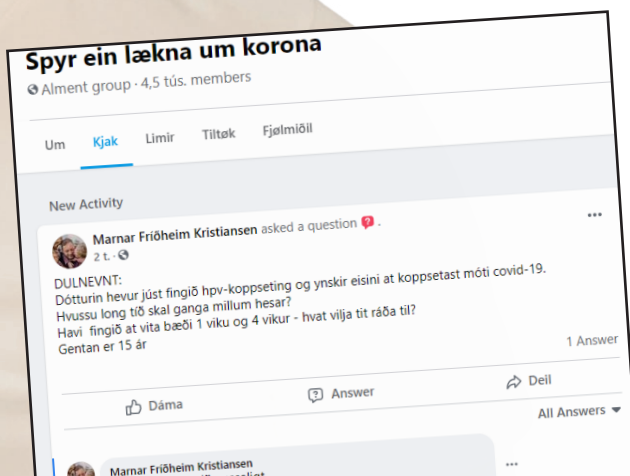 Spyr ein lækna um korona
Alment group · 4,5 tús. members
Um Kjak Limir Tiltøk Fjølmiðil
New Activity
Marnar Fríðheim Kristiansen asked a question .
2 t. ·
DULNEVNT:
Dótturin hevur júst fingið hpv-koppseting og ynskir eisini at koppsetast móti covid-19.
Hvussu long tíð skal ganga millum hesar?
Havi fingið at vita bæði 1 viku og 4 vikur - hvat vilja tit ráða til?
Gentan er 15 ár
1 Answer
Dáma Answer Deil
All Answers
Marnar Fríðheim Kristiansen